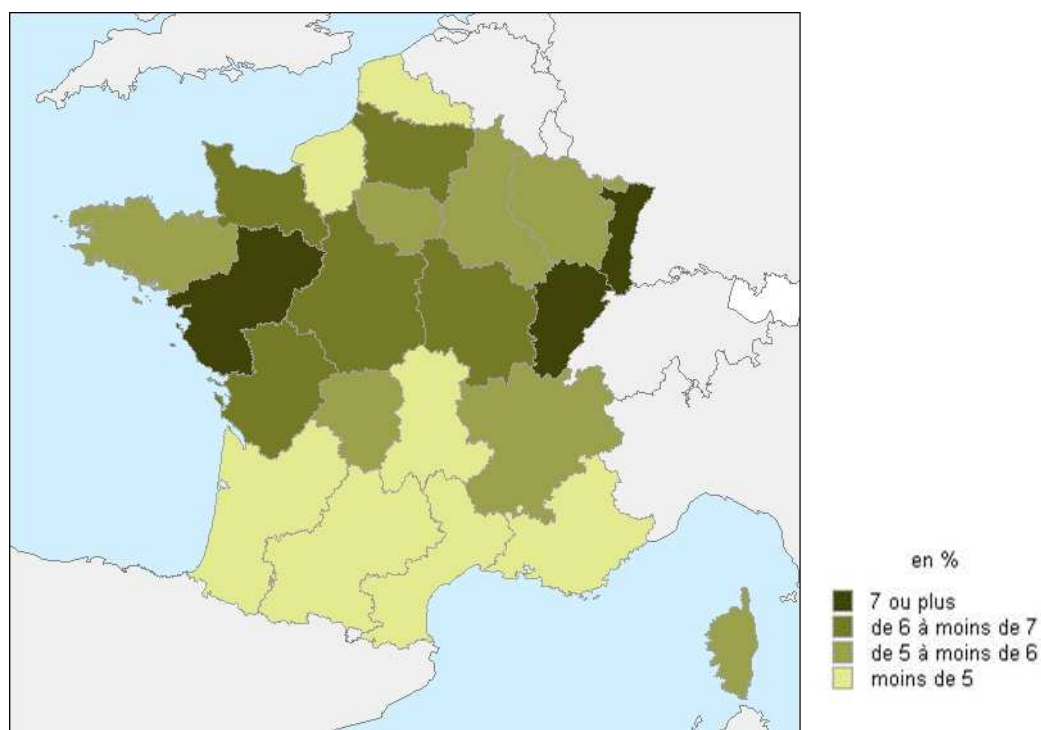 en %
7 ou plus
de 6 à moins de 7
de 5 à moins de 6
moins de 5